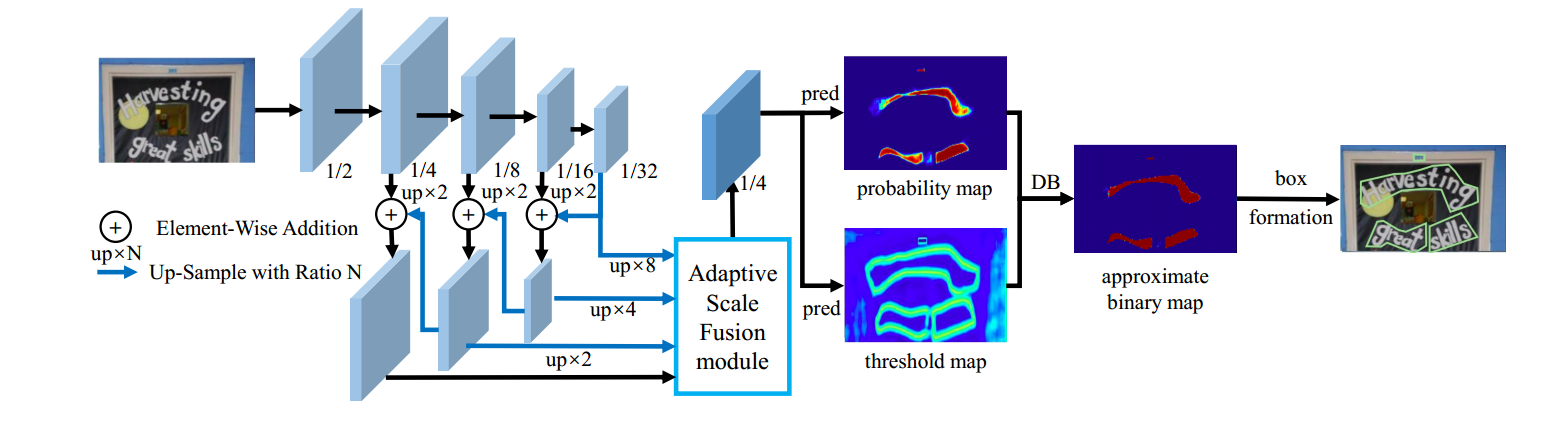 Harvesting
great skills
1/2
1/4
1/8
1/16
1/32
up×2
up×2
up×2
+
+
+
+
Element-Wise Addition
up×N
Up-Sample with Ratio N
up×8
up×4
up×2
Adaptive
Scale
Fusion
module
1/4
pred
probability map
pred
threshold map
DB
approximate
binary map
box
formation
Harvesting
great skills